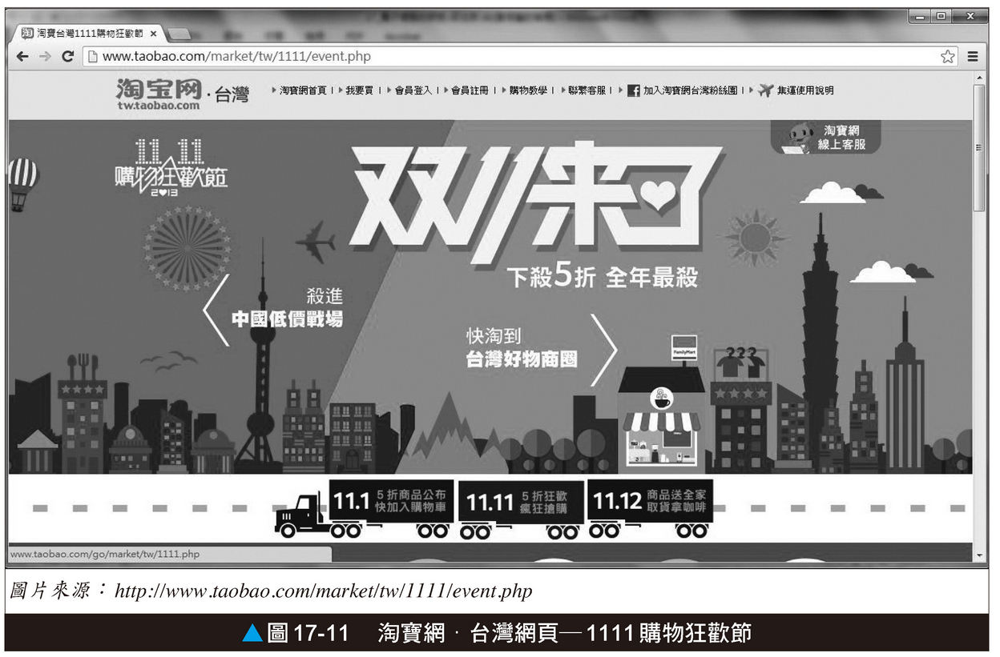 淘寶台灣1111購物狂歡節
www.taobao.com/market/tw/1111/event.php
淘宝网·台灣
tw.taobao.com
淘寶網首頁 | 我要買 | 會員登入 | 會員註冊 | 購物教學 | 聯繫客服 | 加入淘寶網台灣粉絲團 | 集運使用說明
淘寶網
線上客服
11.11
購物狂歡節
2013
双11来了
下殺5折 全年最殺
殺進
中國低價戰場
快淘到
台灣好物商圈
FamilyMart
11.1 5折商品公布
快加入購物車
11.11 5折狂歡
瘋狂搶購
11.12 商品送全家
取貨拿咖啡
www.taobao.com/go/market/tw/1111.php
圖片來源：http://www.taobao.com/market/tw/1111/event.php
▲圖 17-11 淘寶網‧台灣網頁─1111 購物狂歡節